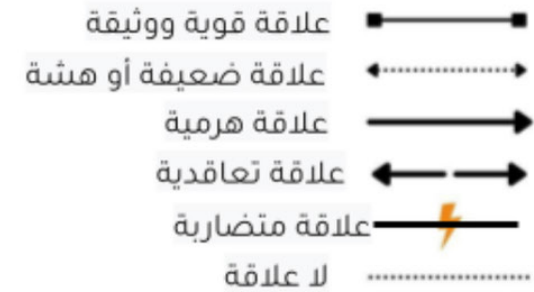 علاقة قوية ووثيقة
علاقة ضعيفة أو هشة
علاقة هرمية
علاقة تعاقدية
علاقة متضاربة
لا علاقة